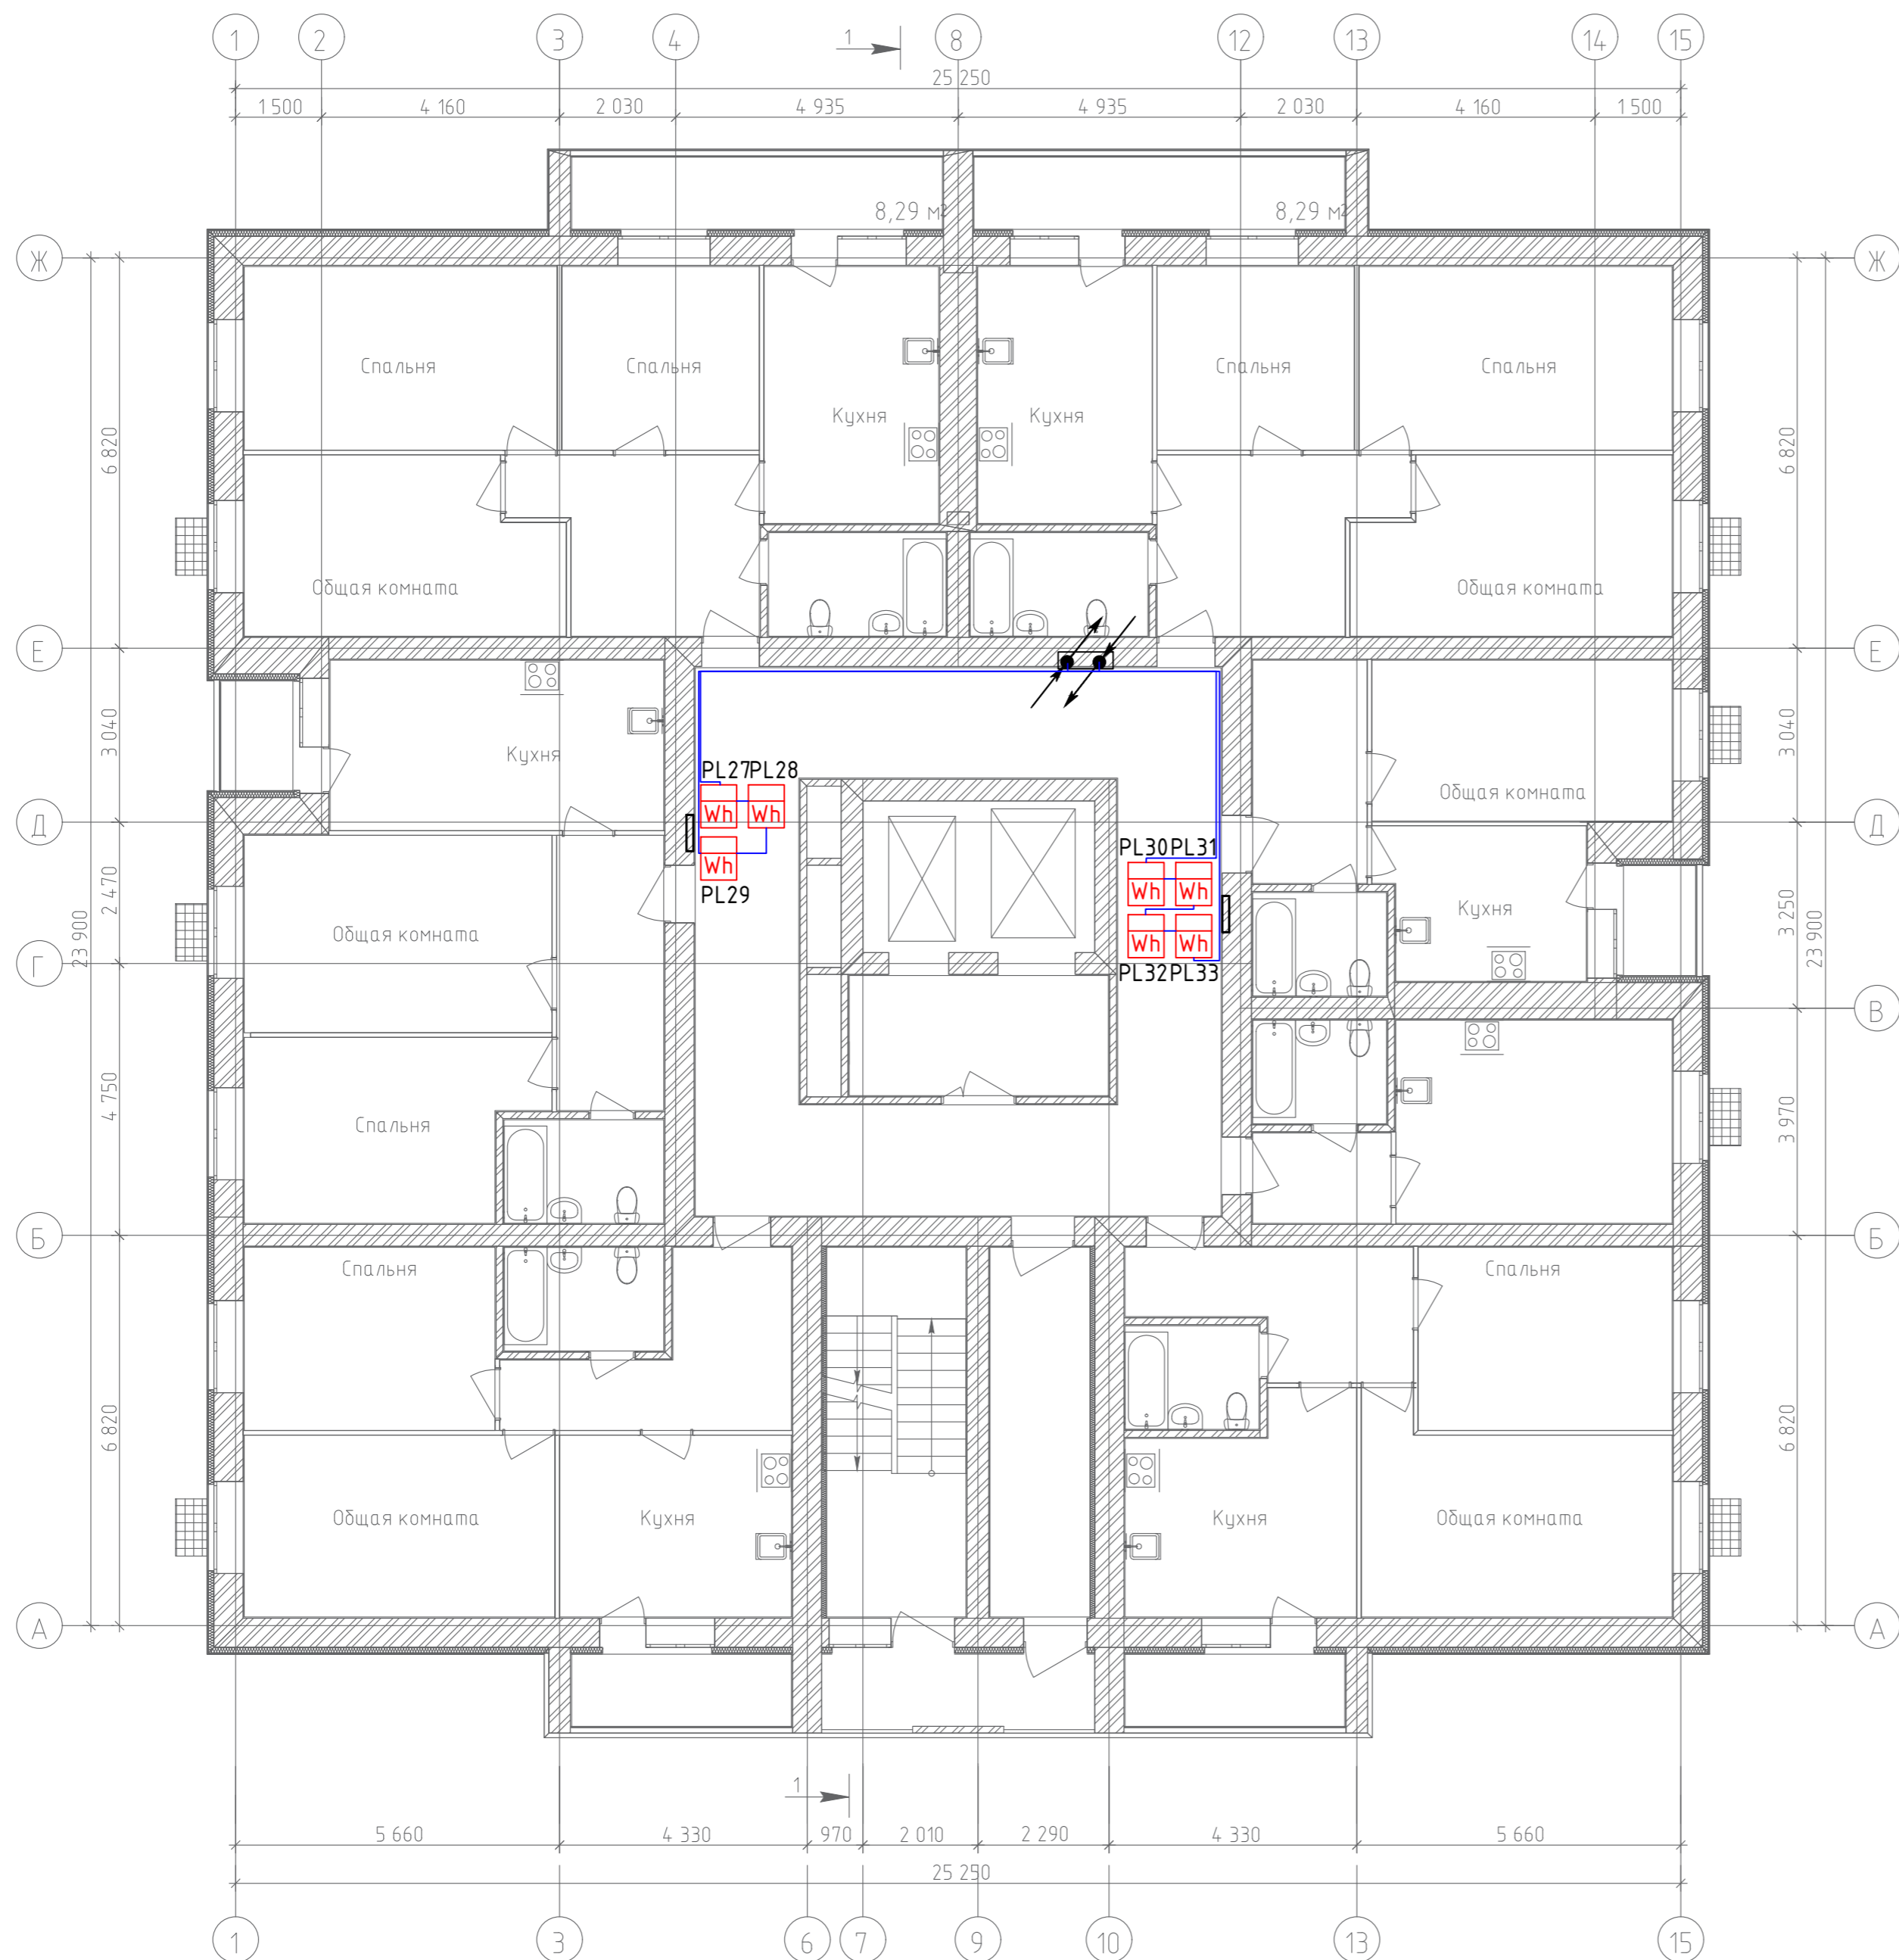 1 2 3 4 8 12 13 14 15
1
25 250
1 500 4 160 2 030 4 935 4 935 2 030 4 160 1 500
8,29 м² 8,29 м²
Ж Ж
Спальня Спальня Спальня Спальня
Кухня Кухня
6 820 6 820
Общая комната Общая комната
Е Е
3 040 3 040
Кухня
PL27 PL28
Общая комната
Wh Wh
Д Д
PL30 PL31
Wh
PL29
Wh Wh
2 470 3 250
Кухня
23 900 23 900
Общая комната
Wh Wh
PL32 PL33
Г
В
4 750 3 970
Спальня
Б Б
Спальня Спальня
6 820 6 820
Общая комната Кухня Кухня Общая комната
А А
1
5 660 4 330 970 2 010 2 290 4 330 5 660
25 250
1 3 6 7 9 10 13 15